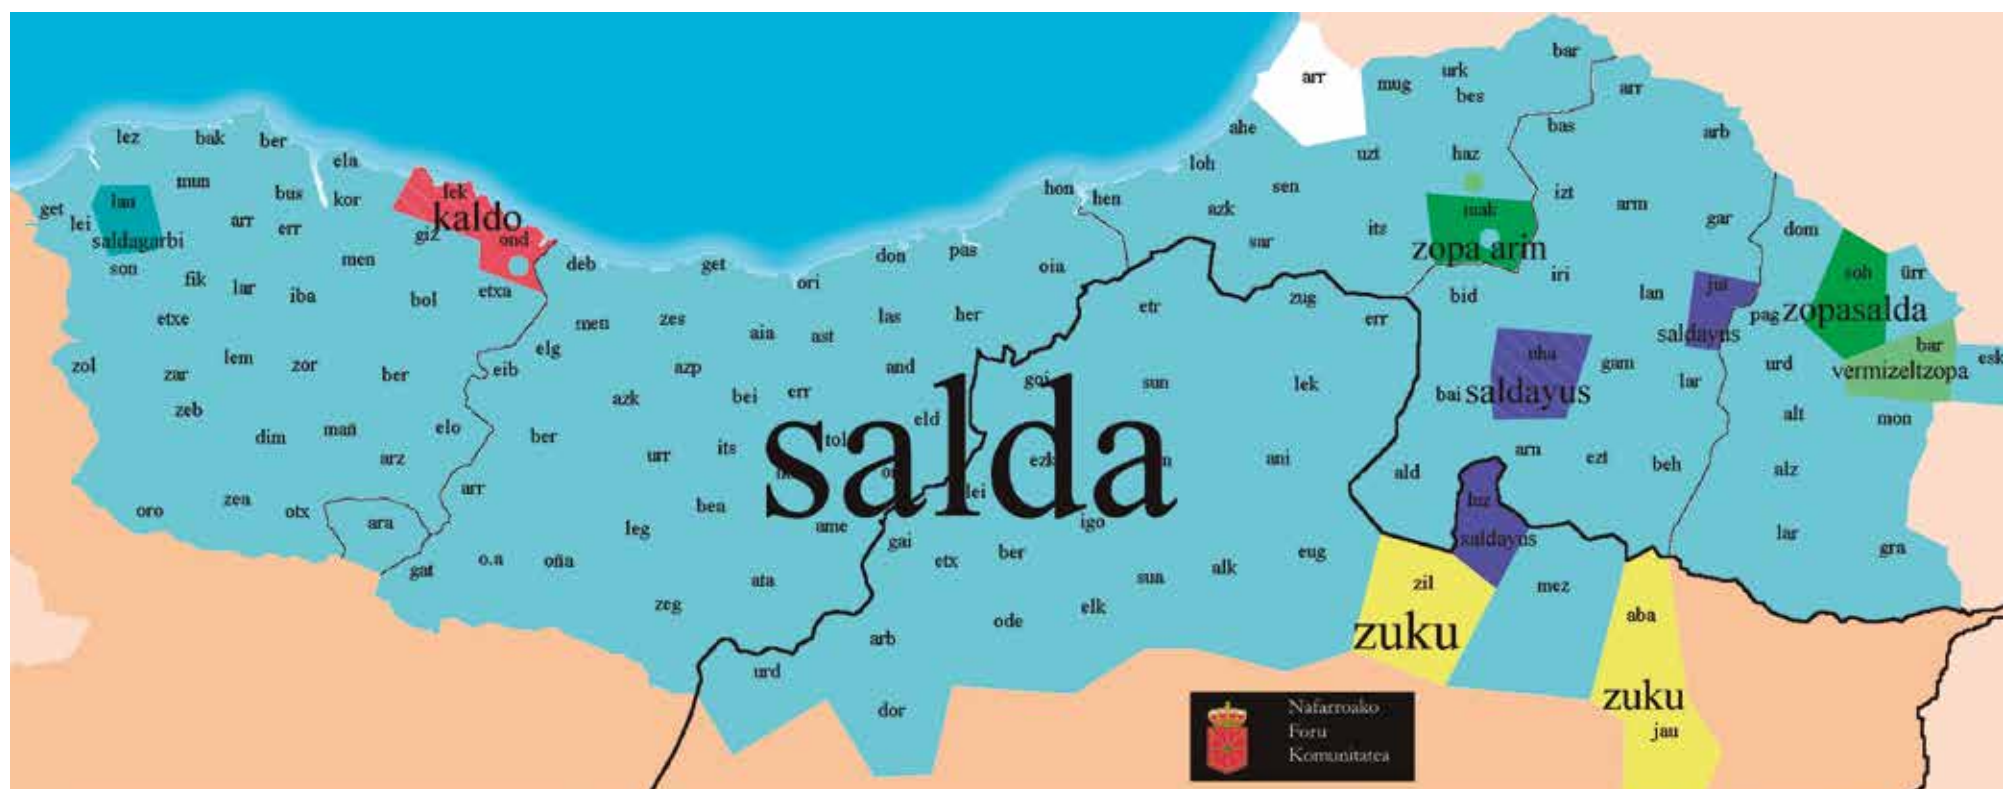 bar
arr
mug
urk
bes
arr
lez
bak
ber
ahe
bas
arb
ela
loh
uzt
haz
mun
bus
kor
lek
hon
hen
sen
izt
lau
get
lei
arr
err
kaldo
azk
mak
arm
gar
saldagarbi
giz
ond
its
dom
son
men
don
pas
sar
zopa arin
fik
deb
get
oia
iri
soh
ürr
lar
iba
bol
etxa
ori
bid
lan
jut
etxe
men
zes
las
her
etr
zug
err
pag
zopasalda
aia
ast
saldayus
zol
lem
zor
elg
uha
bar
esk
zar
ber
eib
azp
and
goi
sun
lek
gam
urd
vermizeltzopa
zeb
azk
bei
err
bai
saldayus
lar
dim
mañ
elo
ber
eld
alt
mon
arz
urr
its
tol
salda
ezk
ani
ald
arn
ezt
beh
alz
oro
zea
otx
arr
bea
lei
luz
ara
leg
ame
igo
saldayus
lar
gat
o.a
oña
gai
etx
ber
eug
gra
zeg
ata
sua
alk
zil
mez
arb
ode
elk
zuku
aba
urd
dor
zuku
jau
Nafarroako
Foru
Komunitatea